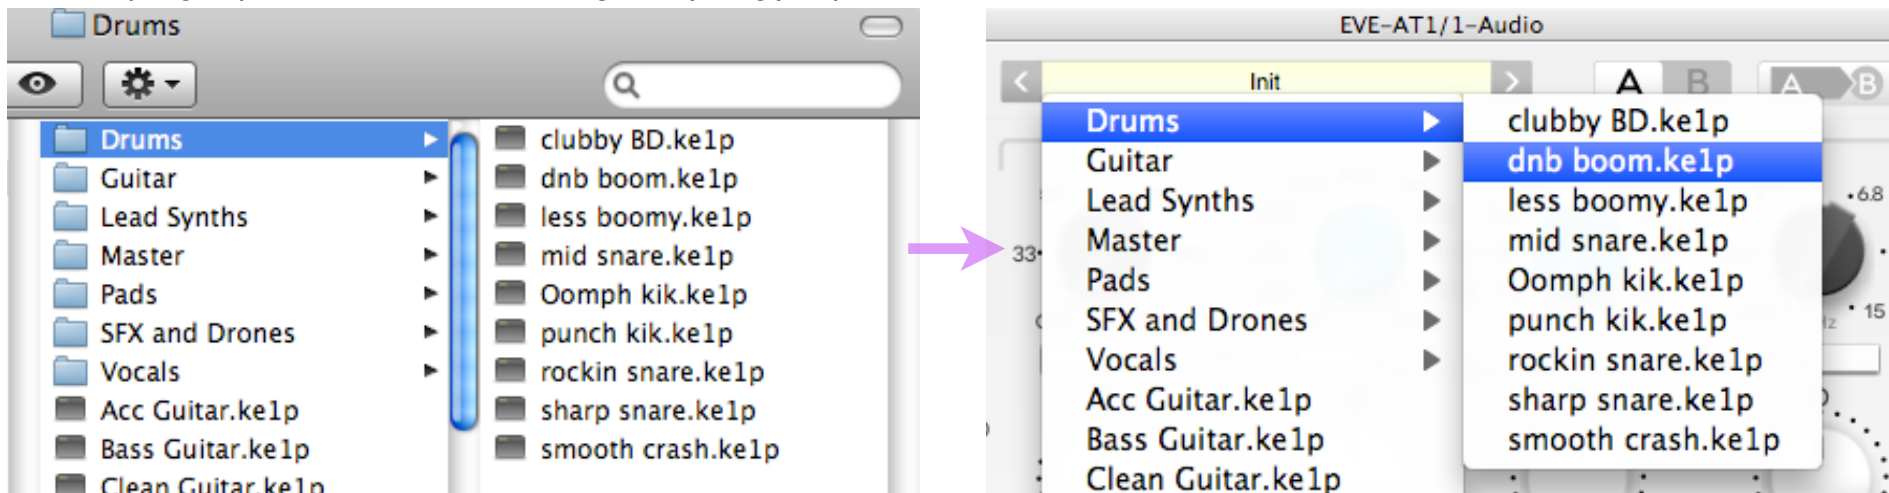 Drums
Drums
Guitar
Lead Synths
Master
Pads
SFX and Drones
Vocals
Acc Guitar.ke1p
Bass Guitar.ke1p
Clean Guitar.ke1p
clubby BD.ke1p
dnb boom.ke1p
less boomy.ke1p
mid snare.ke1p
Oomph kik.ke1p
punch kik.ke1p
rockin snare.ke1p
sharp snare.ke1p
smooth crash.ke1p
EVE-AT1/1-Audio
< Init >
A B
A B
Drums
Guitar
Lead Synths
Master
Pads
SFX and Drones
Vocals
Acc Guitar.ke1p
Bass Guitar.ke1p
Clean Guitar.ke1p
clubby BD.ke1p
dnb boom.ke1p
less boomy.ke1p
mid snare.ke1p
Oomph kik.ke1p
punch kik.ke1p
rockin snare.ke1p
sharp snare.ke1p
smooth crash.ke1p
33
6.8
15